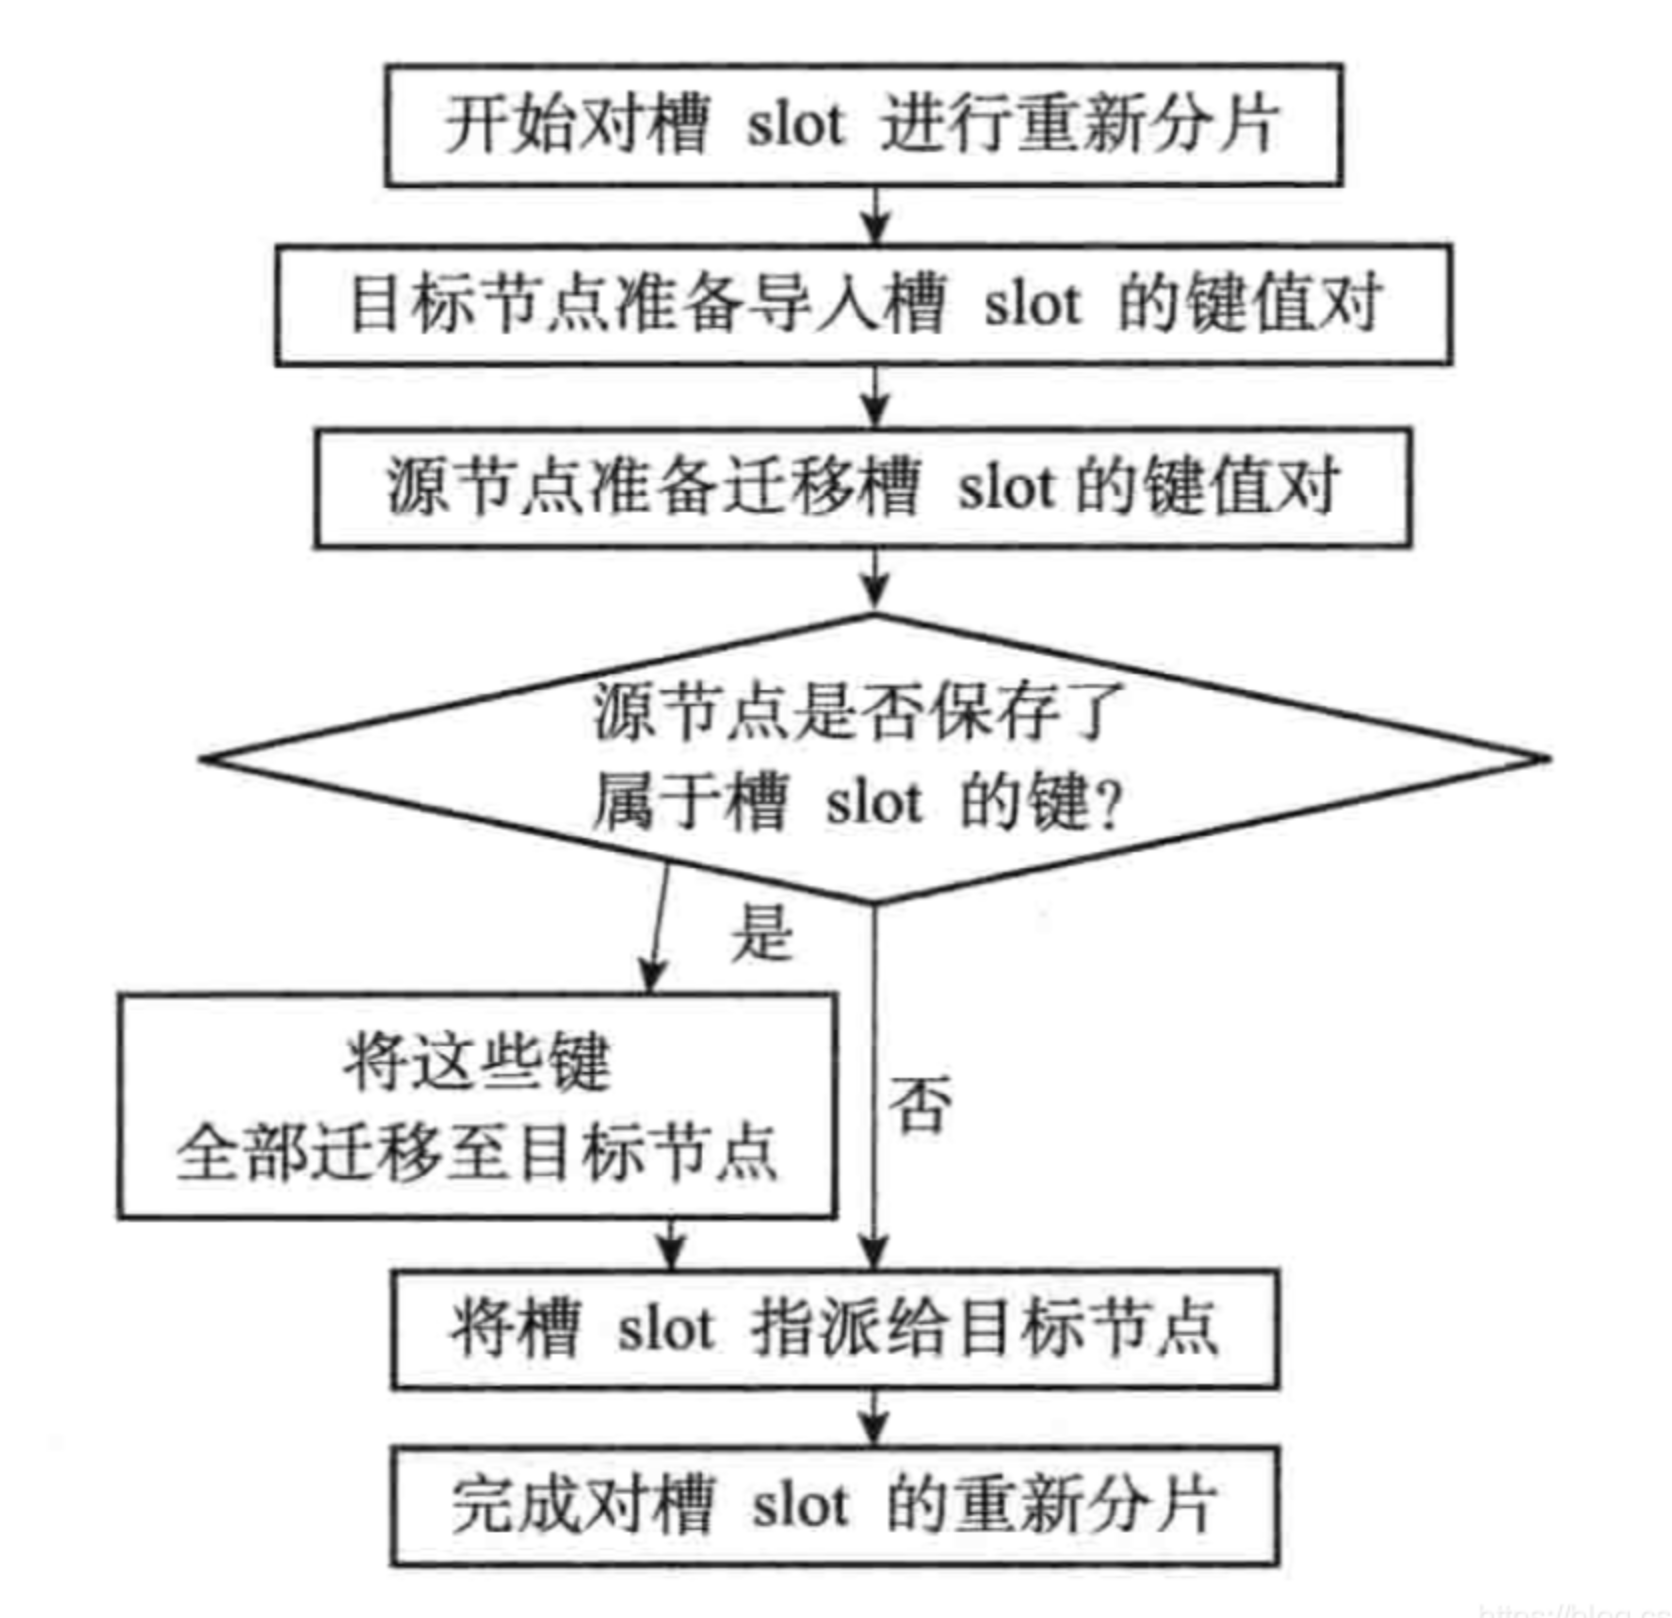 开始对槽 slot 进行重新分片
目标节点准备导入槽 slot 的键值对
源节点准备迁移槽 slot 的键值对
源节点是否保存了
属于槽 slot 的键?
是
将这些键
全部迁移至目标节点
否
将槽 slot 指派给目标节点
完成对槽 slot 的重新分片